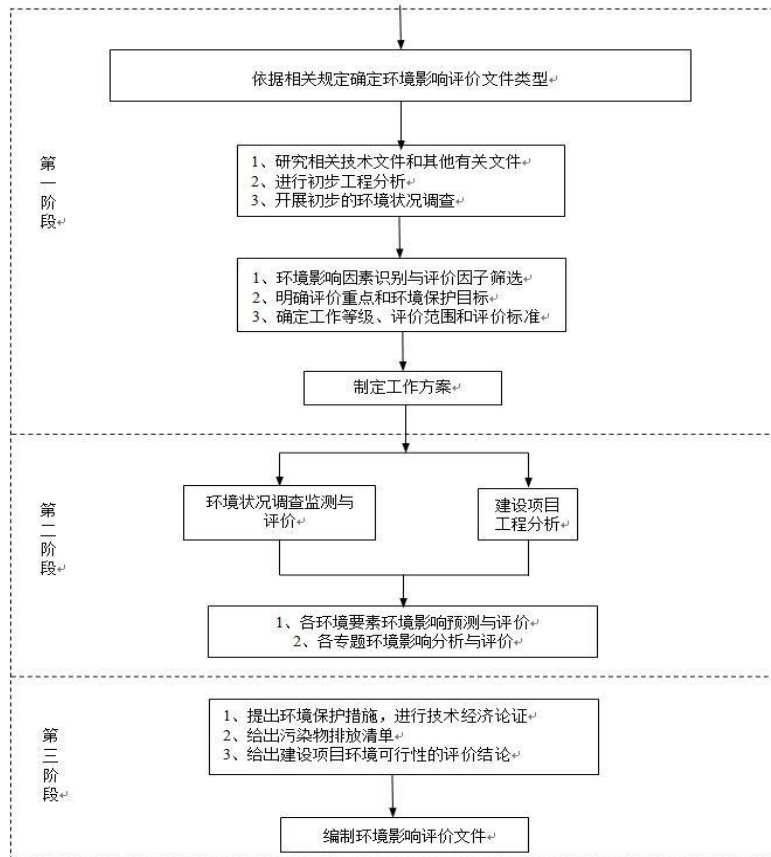 依据相关规定确定环境影响评价文件类型
第
一
阶
段
1、研究相关技术文件和其他有关文件
2、进行初步工程分析
3、开展初步的环境状况调查
1、环境影响因素识别与评价因子筛选
2、明确评价重点和环境保护目标
3、确定工作等级、评价范围和评价标准
制定工作方案
第
二
阶
段
环境状况调查监测与
评价
建设项目
工程分析
1、各环境要素环境影响预测与评价
2、各专题环境影响分析与评价
第
三
阶
段
1、提出环境保护措施，进行技术经济论证
2、给出污染物排放清单
3、给出建设项目环境可行性的评价结论
编制环境影响评价文件